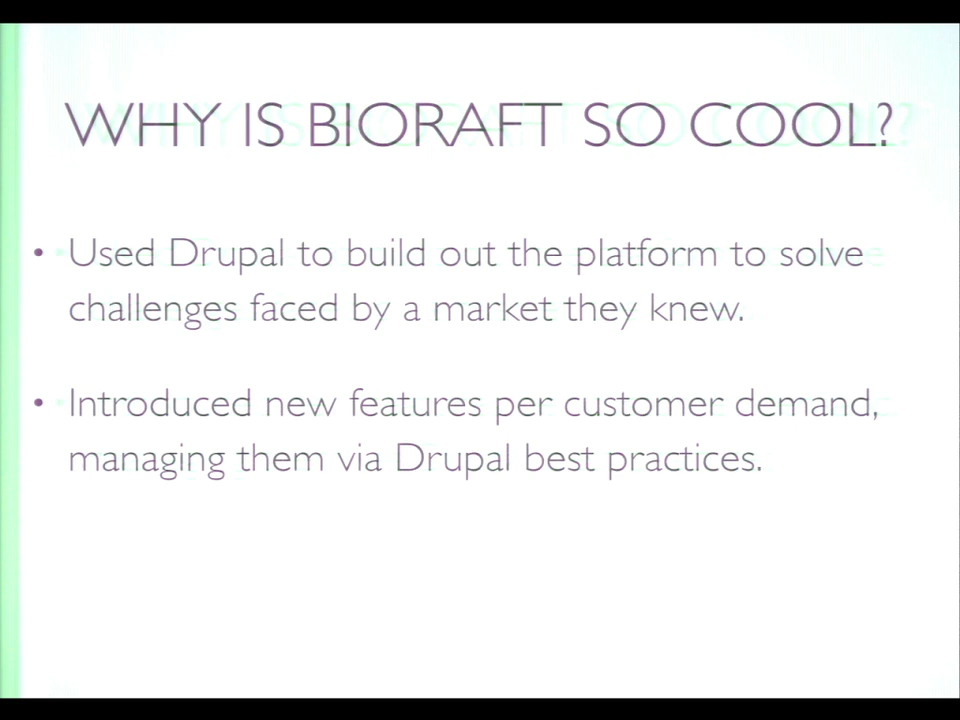 WHY IS BIORAFT SO COOL?
• Used Drupal to build out the platform to solve
challenges faced by a market they knew.
• Introduced new features per customer demand,
managing them via Drupal best practices.